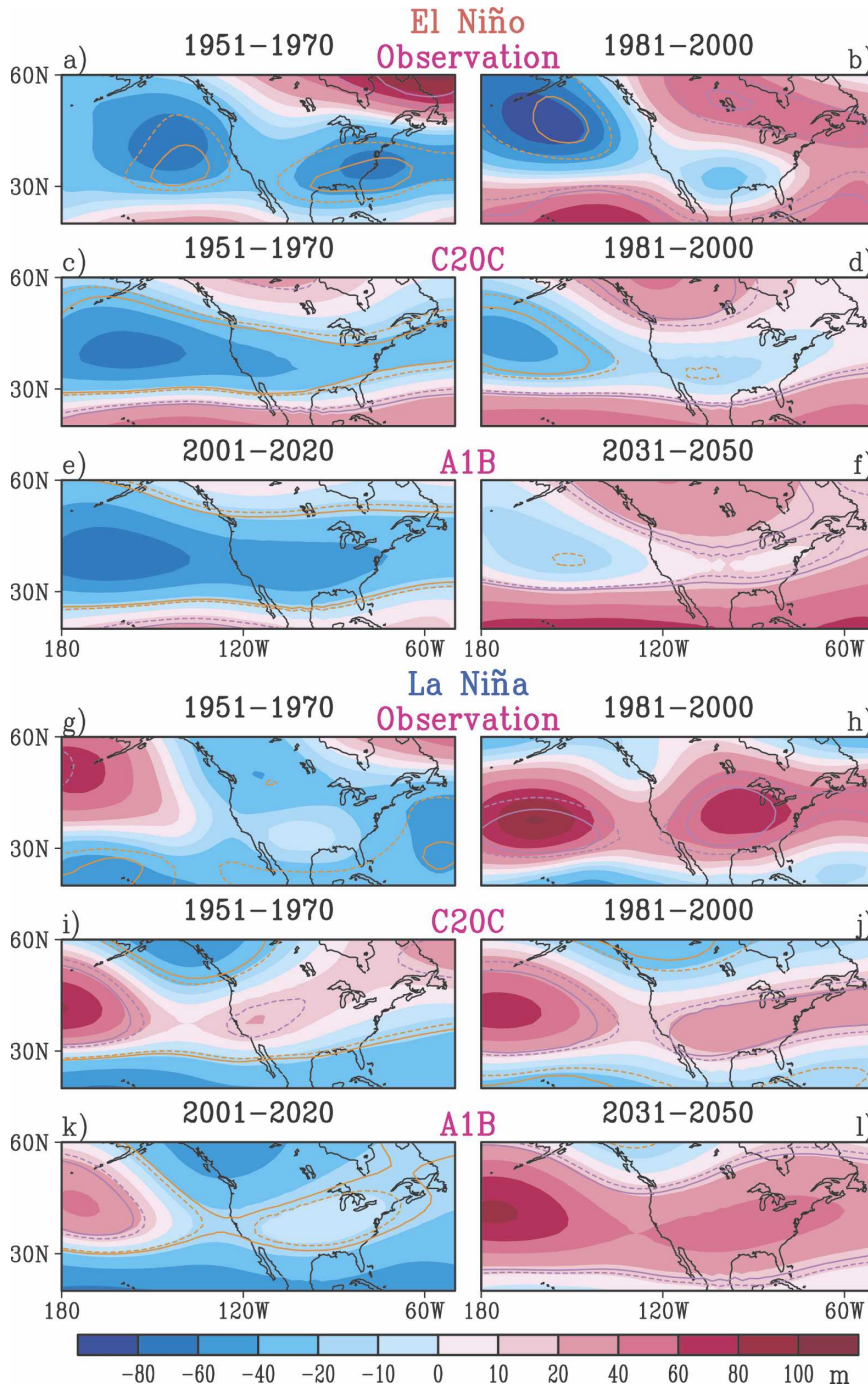 El Niño
a) 1951−1970 Observation 1981−2000 b)
60N
30N
c) 1951−1970 C20C 1981−2000 d)
60N
30N
e) 2001−2020 A1B 2031−2050 f)
60N
30N
180 120W 60W 180 120W 60W
La Niña
g) 1951−1970 Observation 1981−2000 h)
60N
30N
i) 1951−1970 C20C 1981−2000 j)
60N
30N
k) 2001−2020 A1B 2031−2050 l)
60N
30N
180 120W 60W 180 120W 60W
−80 −60 −40 −20 −10 0 10 20 40 60 80 100 m